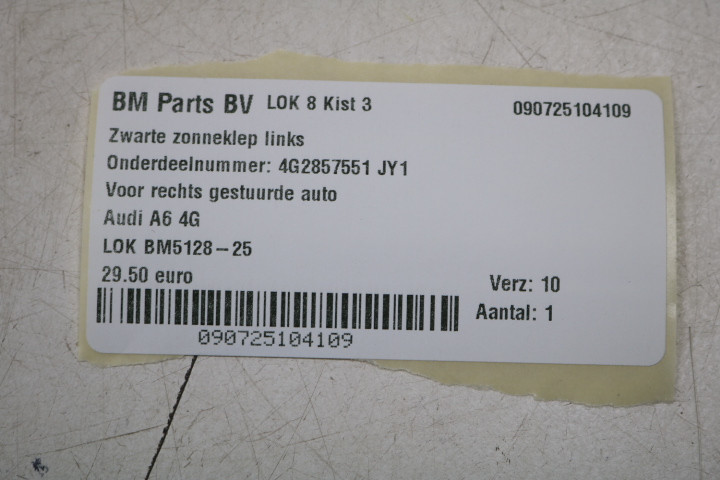 BM Parts BV LOK 8 Kist 3 090725104109
Zwarte zonneklep links
Onderdeelnummer: 4G2857551 JY1
Voor rechts gestuurde auto
Audi A6 4G
LOK BM5128-25
29.50 euro Verz: 10
Aantal: 1
090725104109